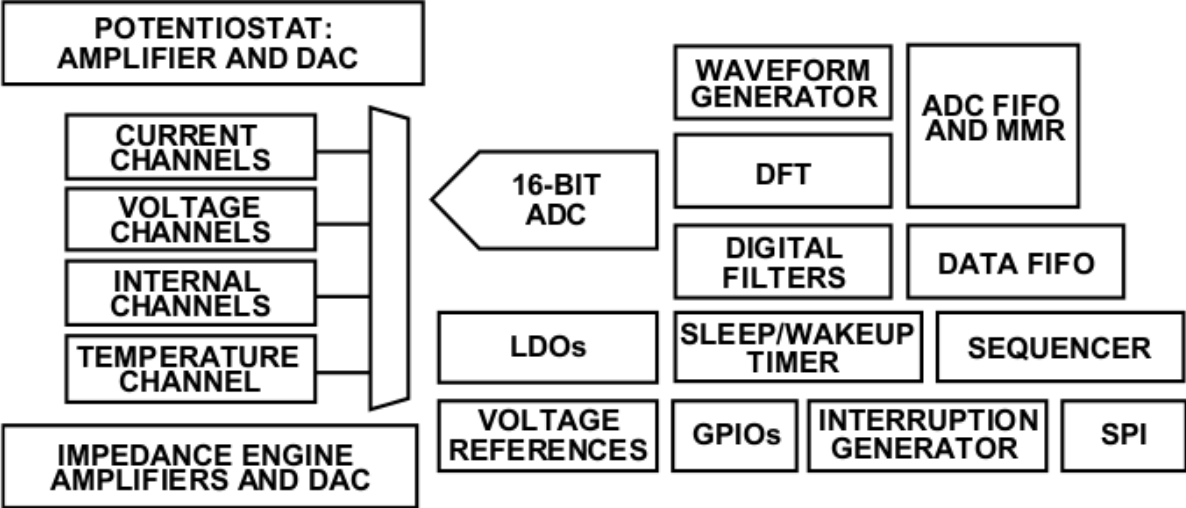 POTENTIOSTAT:
AMPLIFIER AND DAC
CURRENT
CHANNELS
VOLTAGE
CHANNELS
INTERNAL
CHANNELS
TEMPERATURE
CHANNEL
IMPEDANCE ENGINE
AMPLIFIERS AND DAC
16-BIT
ADC
WAVEFORM
GENERATOR
ADC FIFO
AND MMR
DFT
DIGITAL
FILTERS
DATA FIFO
LDOs
SLEEP/WAKEUP
TIMER
SEQUENCER
VOLTAGE
REFERENCES
GPIOs
INTERRUPTION
GENERATOR
SPI